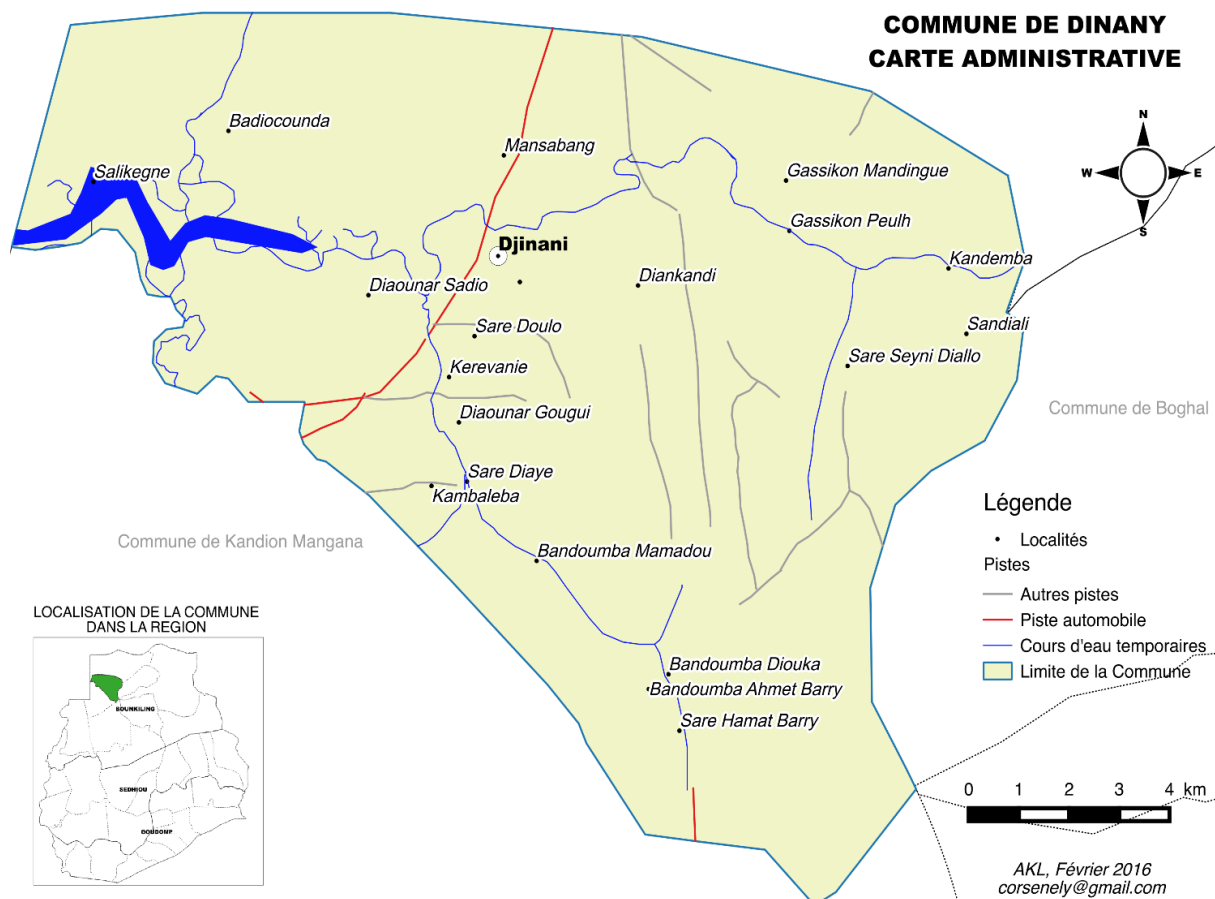 COMMUNE DE DINANY
CARTE ADMINISTRATIVE
N
W
E
S
Badiocounda
Mansabang
Salikegne
Gassikon Mandingue
Gassikon Peulh
Djinani
Kandemba
Diaounar Sadio
Diankandi
Sare Doulo
Sandiali
Sare Seyni Diallo
Kerevanie
Diaounar Gougui
Commune de Boghal
Sare Diaye
Kambaleba
Commune de Kandion Mangana
Bandoumba Mamadou
Bandoumba Diouka
Bandoumba Ahmet Barry
Sare Hamat Barry
Légende
Localités
Pistes
Autres pistes
Piste automobile
Cours d'eau temporaires
Limite de la Commune
LOCALISATION DE LA COMMUNE
DANS LA REGION
BOUNKILING
SEDHIOU
GOUDOMP
0 1 2 3 4 km
AKL, Février 2016
corsenely@gmail.com